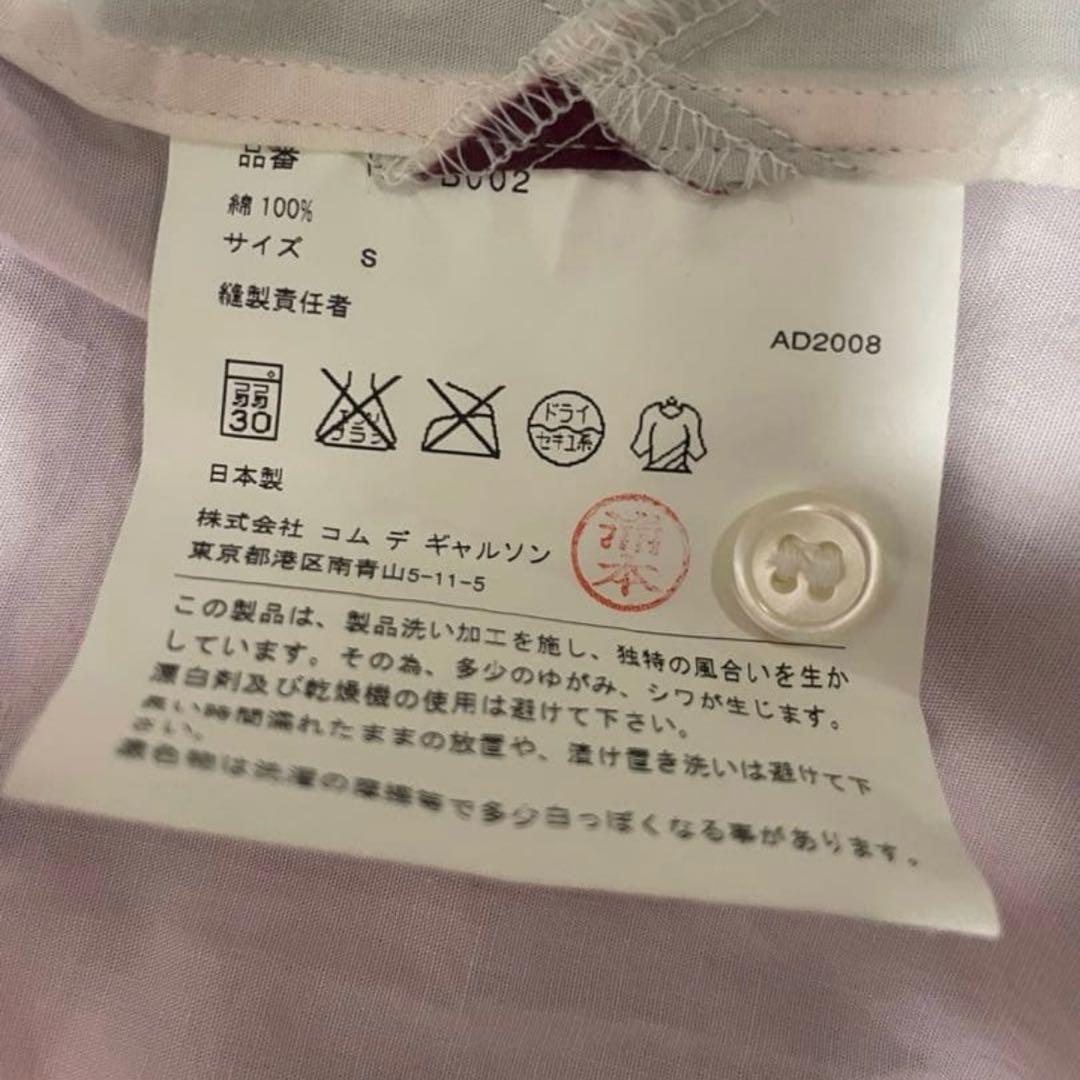 品番 B002
綿 100%
サイズ S
縫製責任者
AD2008
弱
30
エンソ
フラン
ドライ
セキユ系
日本製
株式会社 コム デ ギャルソン
東京都港区南青山5-11-5
本
この製品は、製品洗い加工を施し、独特の風合いを生か
しています。その為、多少のゆがみ、シワが生じます。
漂白剤及び乾燥機の使用は避けて下さい。
長い時間濡れたままの放置や、漬け置き洗いは避けて下
さい。
濃色物は洗濯の摩擦等で多少白っぽくなる事があります。